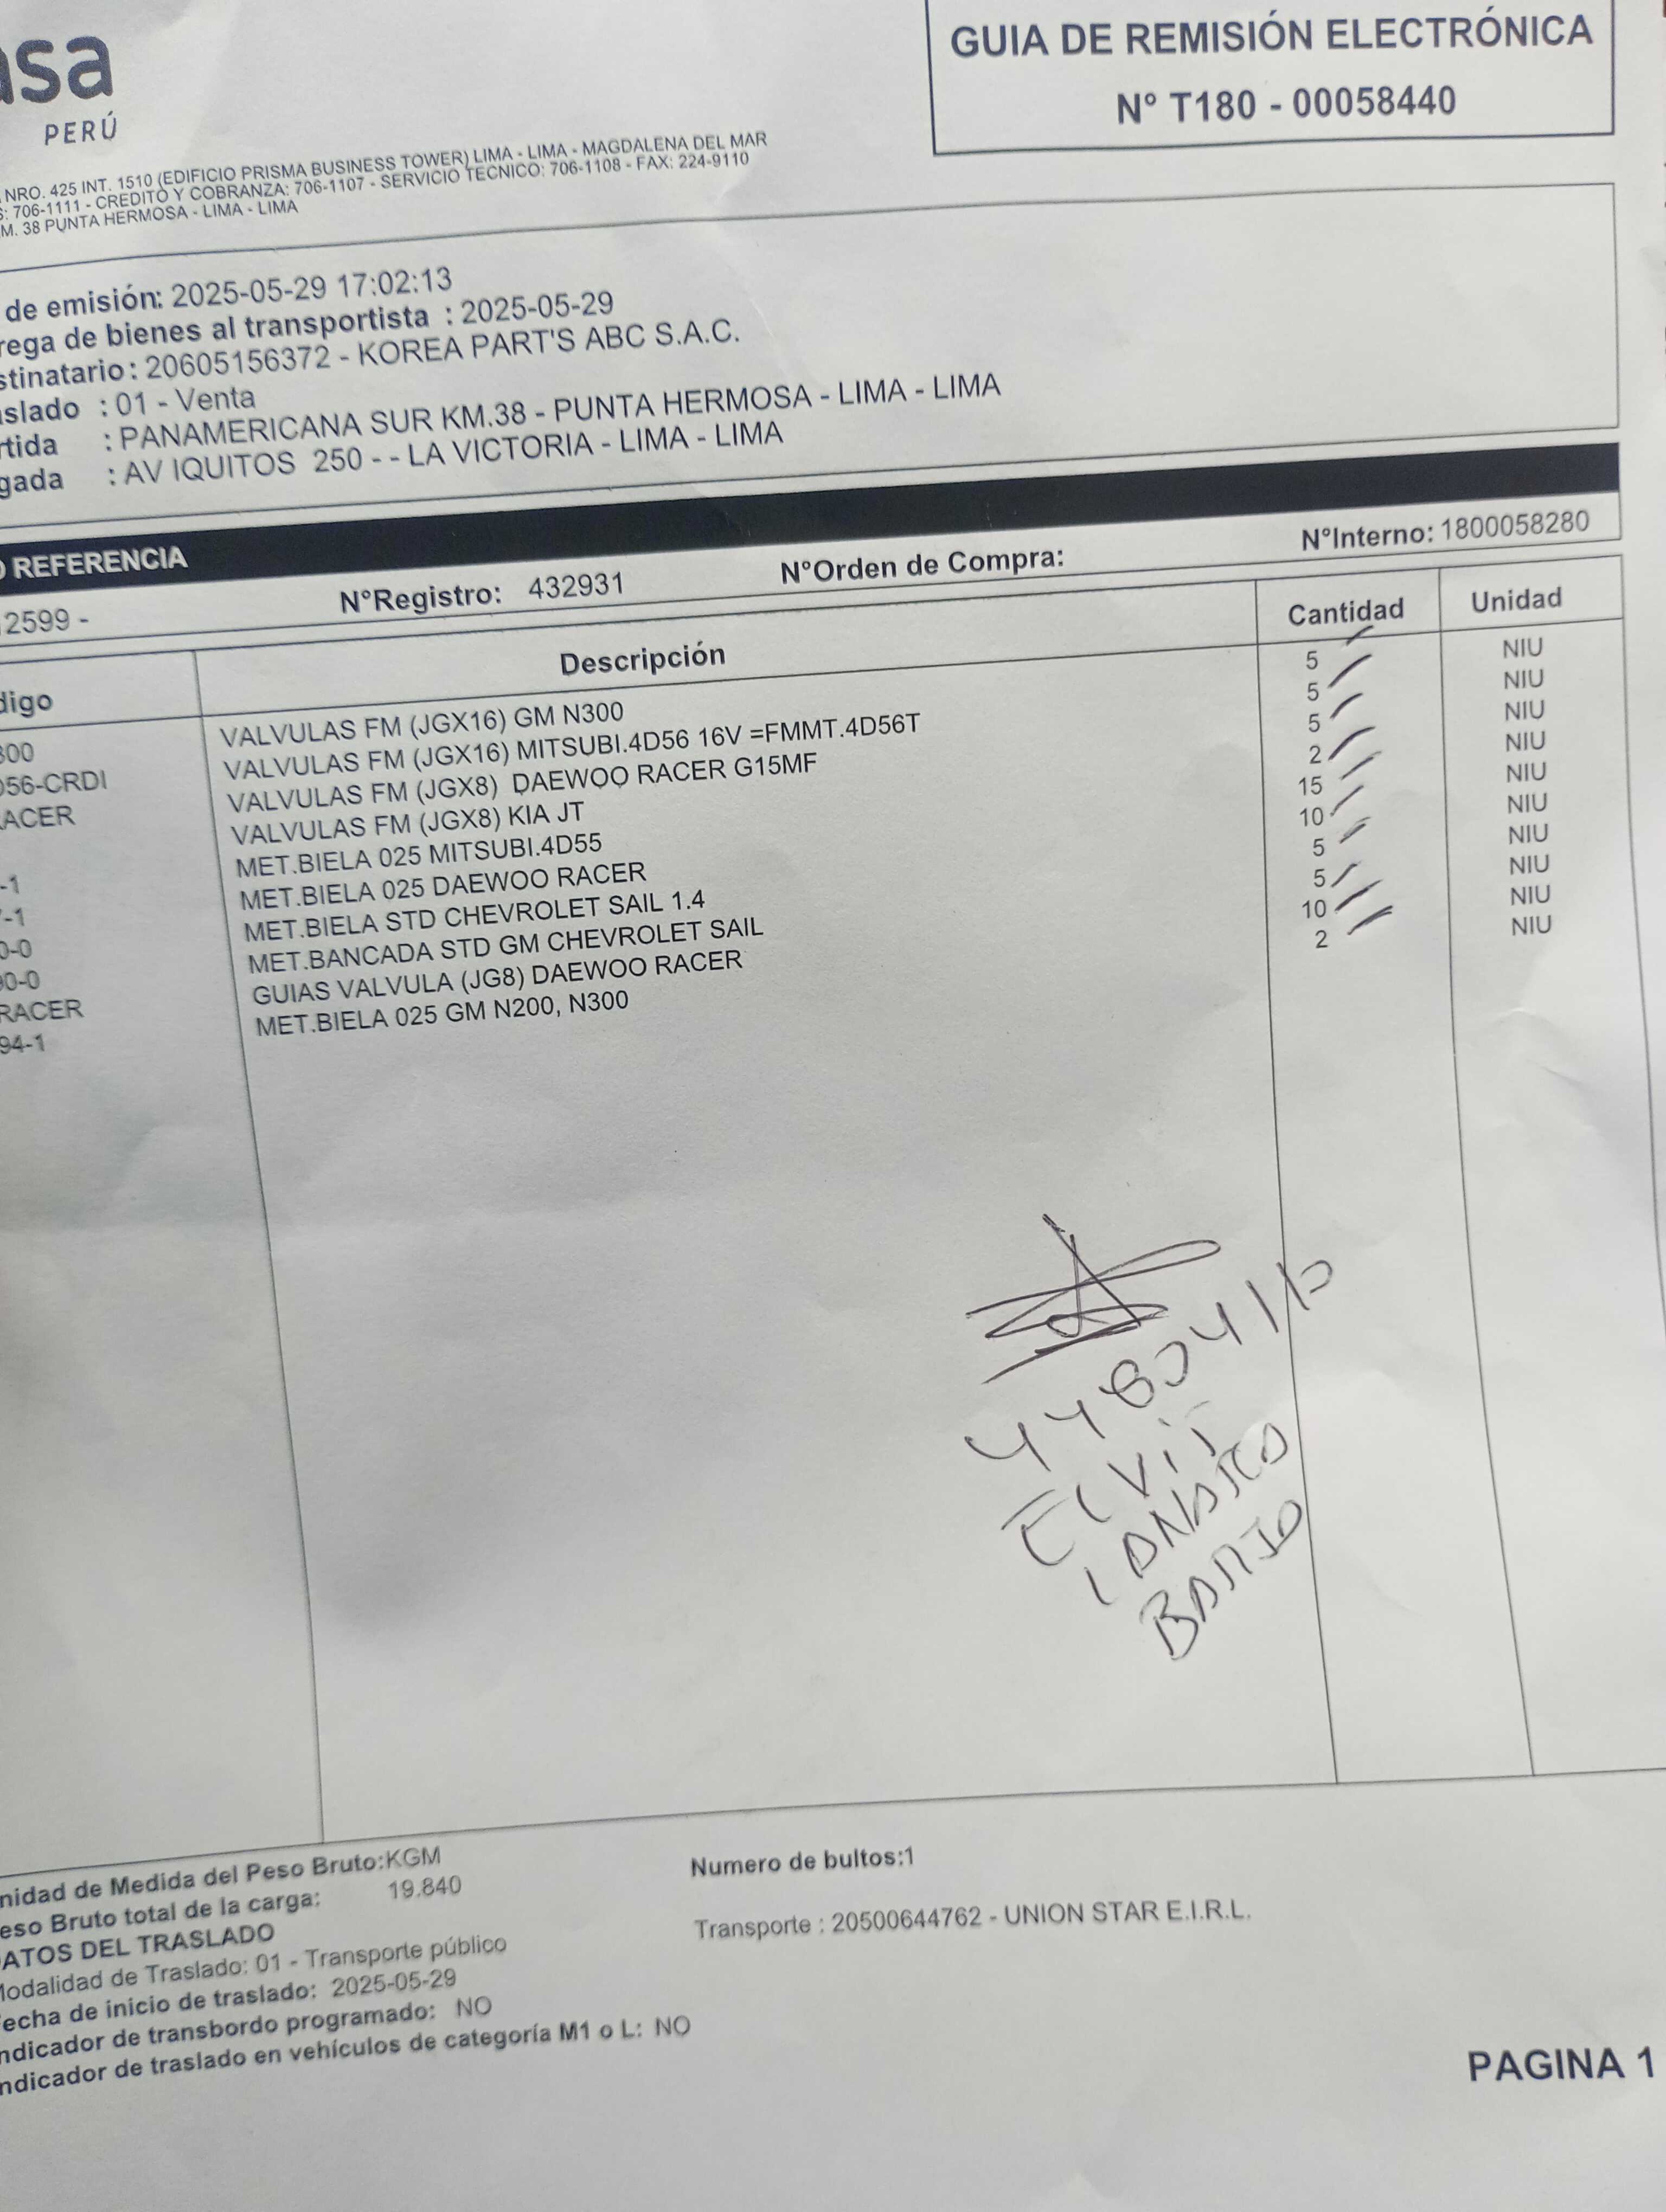 asa
PERÚ
NRO. 425 INT. 1510 (EDIFICIO PRISMA BUSINESS TOWER) LIMA - LIMA - MAGDALENA DEL MAR
S: 706-1111 - CREDITO Y COBRANZA: 706-1107 - SERVICIO TECNICO: 706-1108 - FAX: 224-9110
M. 38 PUNTA HERMOSA - LIMA - LIMA
GUIA DE REMISIÓN ELECTRÓNICA
N° T180 - 00058440
de emisión: 2025-05-29 17:02:13
rega de bienes al transportista : 2025-05-29
stinatario : 20605156372 - KOREA PART'S ABC S.A.C.
aslado : 01 - Venta
rtida : PANAMERICANA SUR KM.38 - PUNTA HERMOSA - LIMA - LIMA
gada : AV IQUITOS 250 - - LA VICTORIA - LIMA - LIMA
O REFERENCIA
2599 - N°Registro: 432931 N°Orden de Compra: N°Interno: 1800058280
digo Descripción Cantidad Unidad
300 VALVULAS FM (JGX16) GM N300 5 NIU
056-CRDI VALVULAS FM (JGX16) MITSUBI.4D56 16V =FMMT.4D56T 5 NIU
ACER VALVULAS FM (JGX8) DAEWOO RACER G15MF 5 NIU
VALVULAS FM (JGX8) KIA JT 2 NIU
-1 MET.BIELA 025 MITSUBI.4D55 15 NIU
-1 MET.BIELA 025 DAEWOO RACER 10 NIU
0-0 MET.BIELA STD CHEVROLET SAIL 1.4 5 NIU
00-0 MET.BANCADA STD GM CHEVROLET SAIL 5 NIU
RACER GUIAS VALVULA (JG8) DAEWOO RACER 10 NIU
94-1 MET.BIELA 025 GM N200, N300 2 NIU
BARJO
nidad de Medida del Peso Bruto:KGM Numero de bultos:1
eso Bruto total de la carga: 19.840
ATOS DEL TRASLADO Transporte : 20500644762 - UNION STAR E.I.R.L.
Modalidad de Traslado: 01 - Transporte público
echa de inicio de traslado: 2025-05-29
ndicador de transbordo programado: NO
ndicador de traslado en vehículos de categoría M1 o L: NO
PAGINA 1